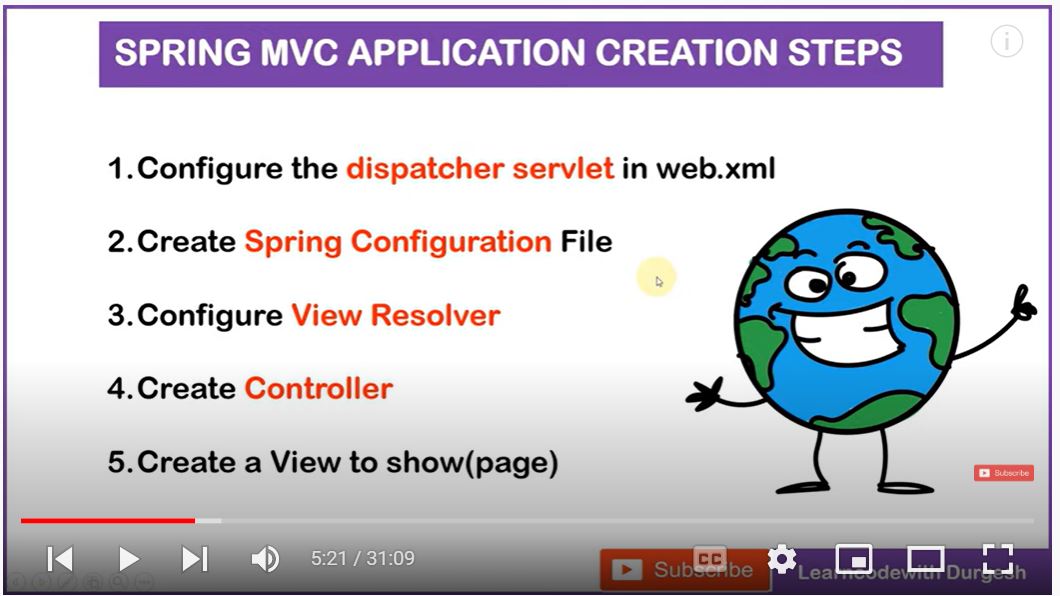 SPRING MVC APPLICATION CREATION STEPS
1.Configure the dispatcher servlet in web.xml
2.Create Spring Configuration File
3.Configure View Resolver
4.Create Controller
5.Create a View to show(page)
Subscribe
5:21 / 31:09
Subscribe
CC
Learncodewith Durgesh